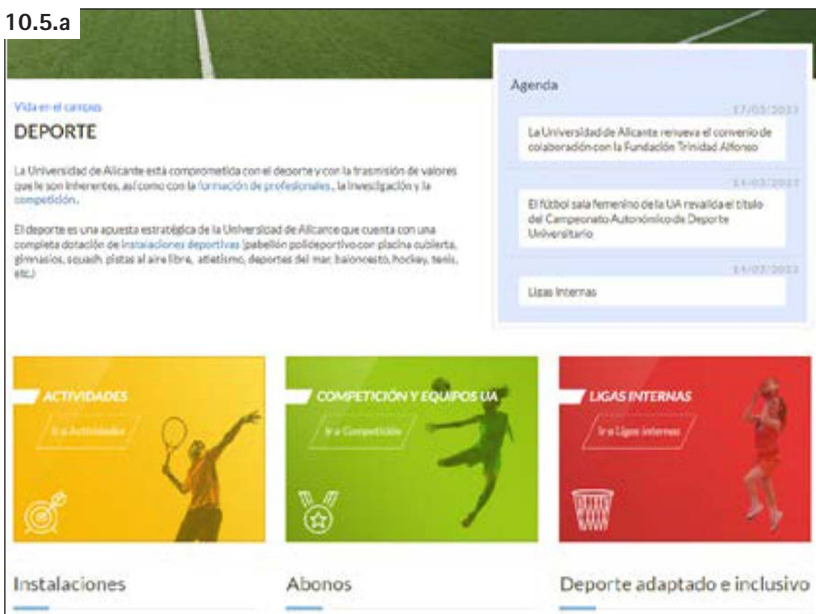 10.5.a
Vida en el campus
DEPORTE
La Universidad de Alicante está comprometida con el deporte y con la trasmisión de valores
que le son inherentes, así como con la formación de profesionales, la investigación y la
competición.
El deporte es una apuesta estratégica de la Universidad de Alicante que cuenta con una
completa dotación de instalaciones deportivas (pabellón polideportivo con piscina cubierta,
gimnasios, squash, pistas al aire libre, atletismo, deportes del mar, baloncesto, hockey, tenis,
etc.)
Agenda
17/03/2023
La Universidad de Alicante renueva el convenio de
colaboración con la Fundación Trinidad Alfonso
14/03/2023
El fútbol sala femenino de la UA revalida el título
del Campeonato Autonómico de Deporte
Universitario
14/03/2023
Ligas Internas
ACTIVIDADES
Ir a Actividades
COMPETICIÓN Y EQUIPOS UA
Ir a Competición
LIGAS INTERNAS
Ir a Ligas internas
Instalaciones
Abonos
Deporte adaptado e inclusivo